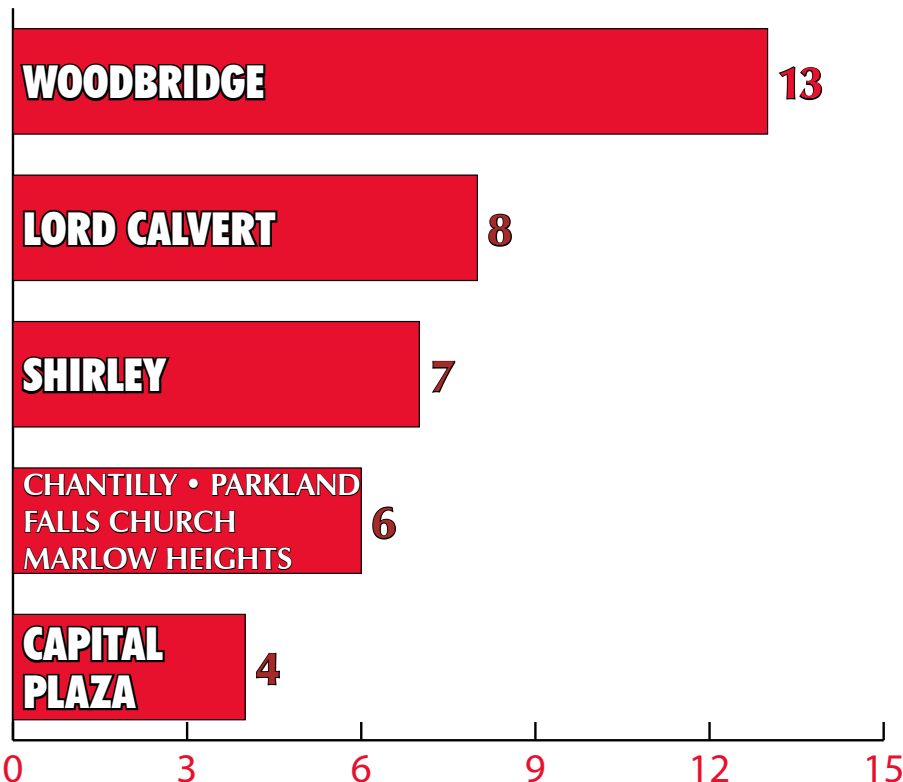 WOODBRIDGE 13
LORD CALVERT 8
SHIRLEY 7
CHANTILLY • PARKLAND
FALLS CHURCH 6
MARLOW HEIGHTS
CAPITAL
PLAZA 4
0 3 6 9 12 15